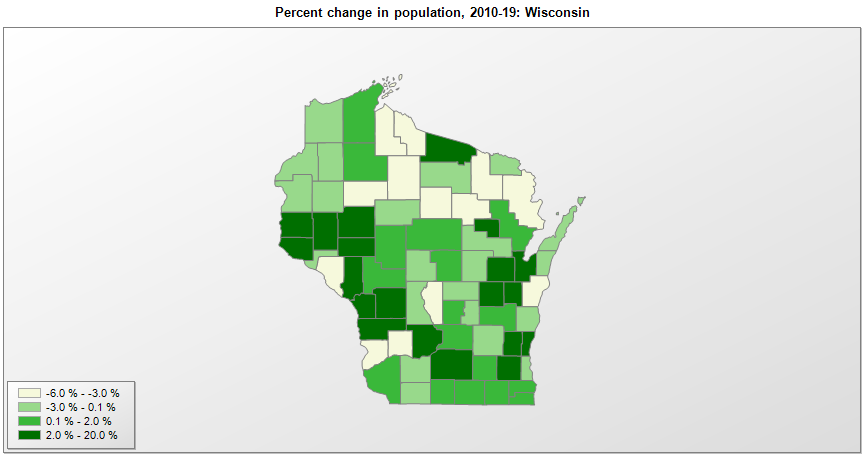 Percent change in population, 2010-19: Wisconsin
-6.0 % - -3.0 %
-3.0 % - 0.1 %
0.1 % - 2.0 %
2.0 % - 20.0 %